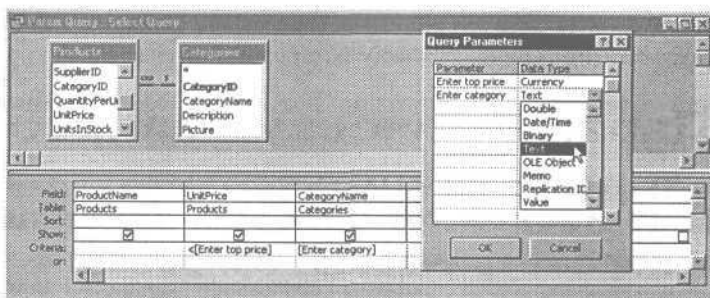 Param Query : Select Query
Products
SupplierID
CategoryID
QuantityPerU
UnitPrice
UnitsInStock
Categories
*
CategoryID
CategoryName
Description
Picture
Query Parameters
Parameter Data Type
Enter top price Currency
Enter category Text
Double
Date/Time
Binary
Text
OLE Object
Memo
Replication ID
Value
OK Cancel
Field: ProductName UnitPrice CategoryName
Table: Products Products Categories
Sort:
Show:
Criteria: <[Enter top price] [Enter category]
or: